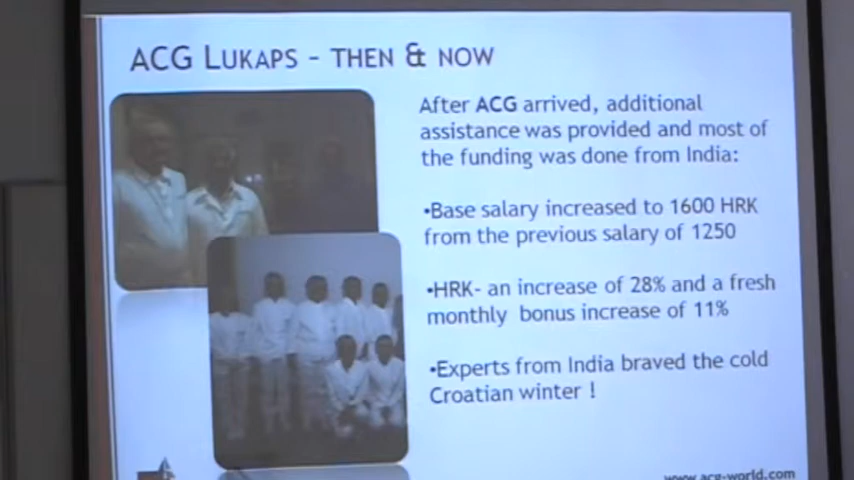 ACG LUKAPS – THEN & NOW
After ACG arrived, additional
assistance was provided and most of
the funding was done from India:
•Base salary increased to 1600 HRK
from the previous salary of 1250
•HRK- an increase of 28% and a fresh
monthly bonus increase of 11%
•Experts from India braved the cold
Croatian winter !
www.acg-world.com